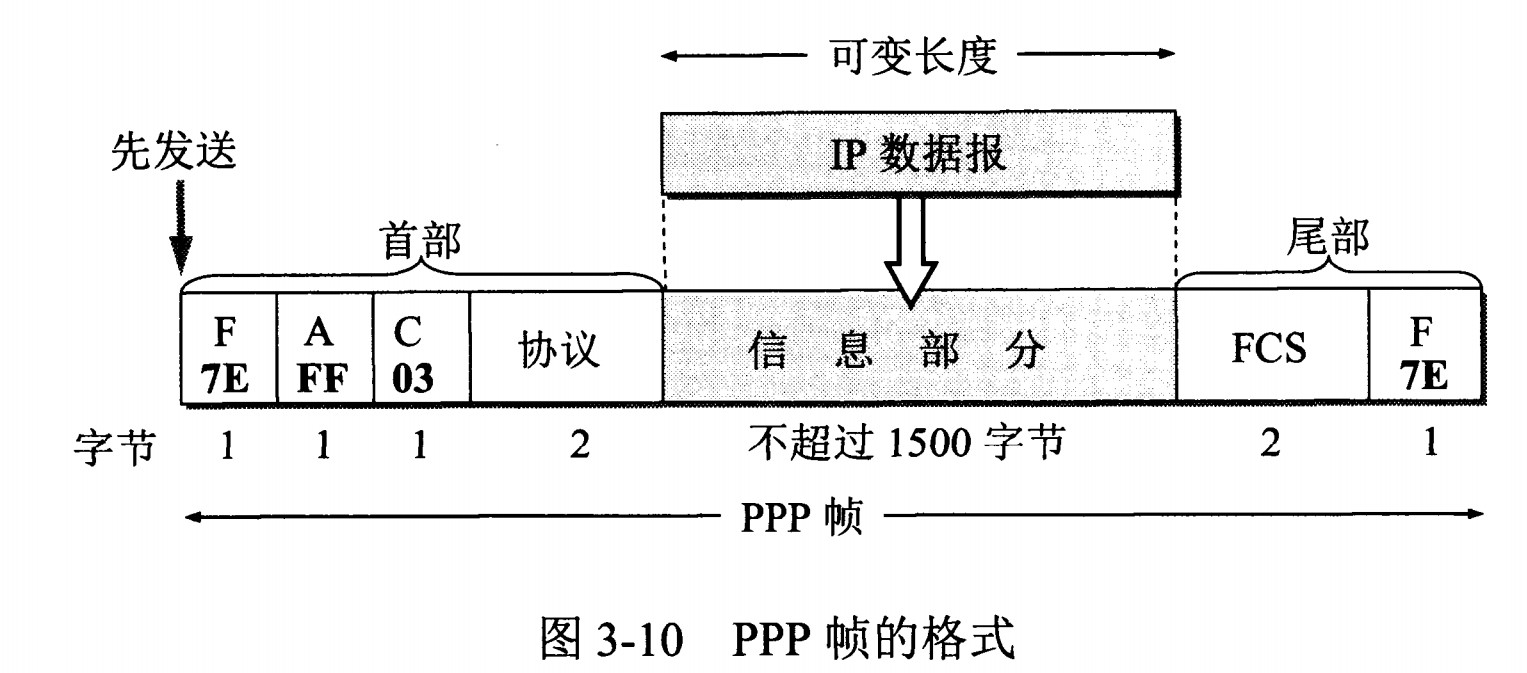 可变长度
IP 数据报
先发送
首部
尾部
F A C 协议 信息部分 FCS F
7E FF 03 7E
字节 1 1 1 2 不超过 1500 字节 2 1
PPP 帧
图 3-10 PPP 帧的格式